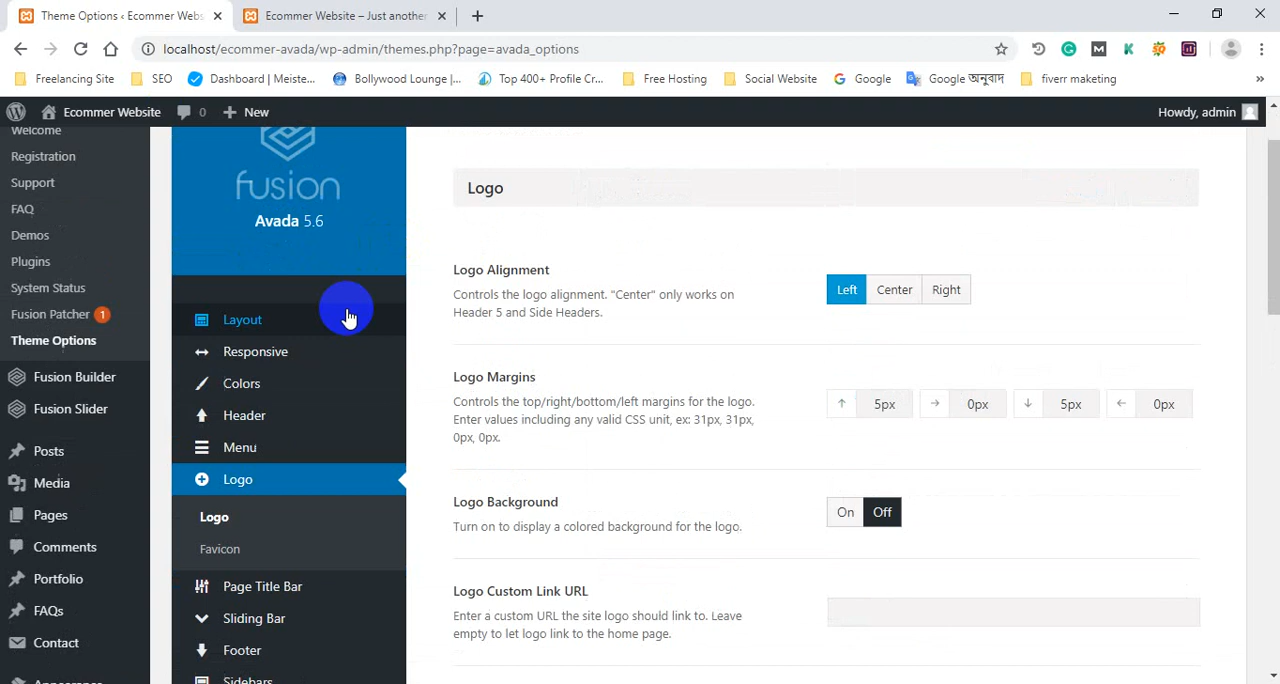 Theme Options ‹ Ecommer Webs
Ecommer Website – Just another
localhost/ecommer-avada/wp-admin/themes.php?page=avada_options
Freelancing Site
SEO
Dashboard | Meiste...
Bollywood Lounge |...
Top 400+ Profile Cr...
Free Hosting
Social Website
Google
Google অনুবাদ
fiverr maketing
»
Ecommer Website
0
New
Howdy, admin
Welcome
Registration
Support
FAQ
Demos
Plugins
System Status
Fusion Patcher 1
Theme Options
Fusion Builder
Fusion Slider
Posts
Media
Pages
Comments
Portfolio
FAQs
Contact
fusion
Avada 5.6
Layout
Responsive
Colors
Header
Menu
Logo
Logo
Favicon
Page Title Bar
Sliding Bar
Footer
Sidebars
Logo
Logo Alignment
Controls the logo alignment. "Center" only works on
Header 5 and Side Headers.
Left Center Right
Logo Margins
Controls the top/right/bottom/left margins for the logo.
Enter values including any valid CSS unit, ex: 31px, 31px,
0px, 0px.
5px 0px 5px 0px
Logo Background
Turn on to display a colored background for the logo.
On Off
Logo Custom Link URL
Enter a custom URL the site logo should link to. Leave
empty to let logo link to the home page.